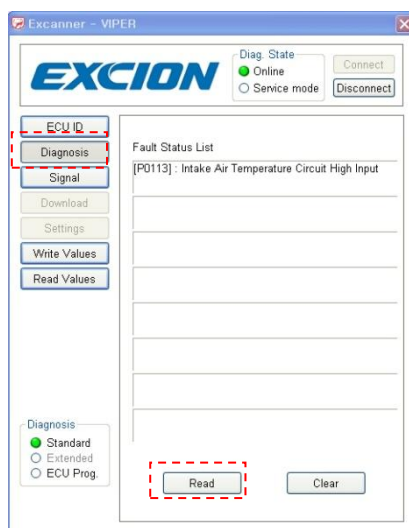 Excanner - VIPER
EXCION
Diag. State
Online
Service mode
Connect
Disconnect
ECU ID
Diagnosis
Signal
Download
Settings
Write Values
Read Values
Fault Status List
[P0113] : Intake Air Temperature Circuit High Input
Diagnosis
Standard
Extended
ECU Prog.
Read
Clear